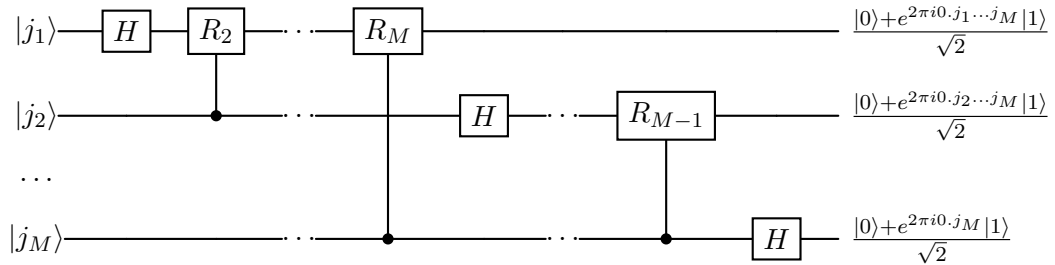 |j₁⟩ H R₂ ··· R_M (|0⟩+e^{2πi0.j₁…j_M}|1⟩)/√2
|j₂⟩ ··· H ··· R_{M−1} (|0⟩+e^{2πi0.j₂…j_M}|1⟩)/√2
...
|j_M⟩ ··· ··· H (|0⟩+e^{2πi0.j_M}|1⟩)/√2